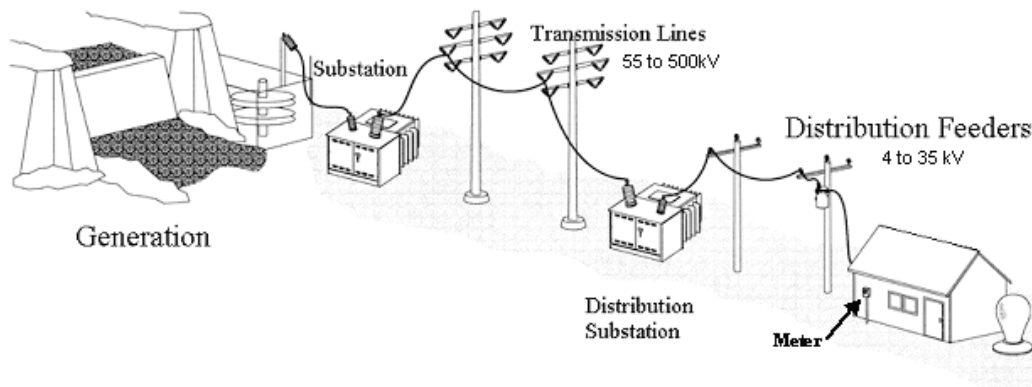 Transmission Lines
55 to 500kV
Substation
Distribution Feeders
4 to 35 kV
Generation
Distribution
Substation
Meter